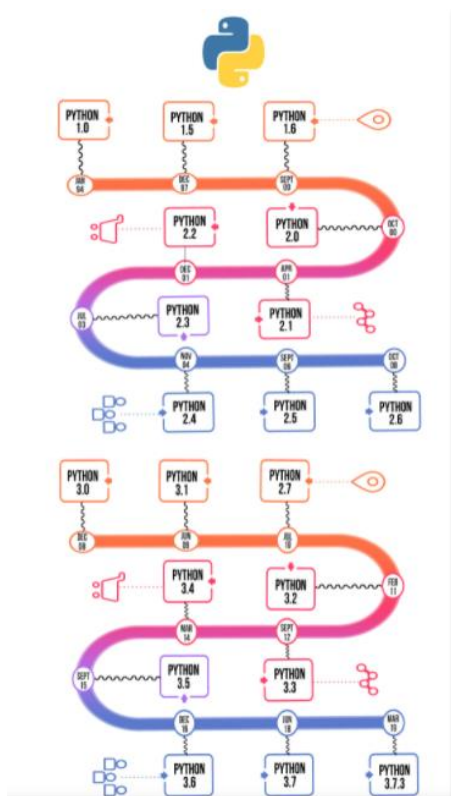 PYTHON
1.0
PYTHON
1.5
PYTHON
1.6
JAN
94
DEC
97
SEPT
00
PYTHON
2.2
PYTHON
2.0
OCT
00
DEC
01
APR
01
JUL
03
PYTHON
2.3
PYTHON
2.1
NOV
04
SEPT
06
OCT
08
PYTHON
2.4
PYTHON
2.5
PYTHON
2.6
PYTHON
3.0
PYTHON
3.1
PYTHON
2.7
DEC
08
JUN
09
JUL
10
PYTHON
3.4
PYTHON
3.2
FEB
11
MAR
14
SEPT
12
SEPT
15
PYTHON
3.5
PYTHON
3.3
DEC
16
JUN
18
MAR
19
PYTHON
3.6
PYTHON
3.7
PYTHON
3.7.3